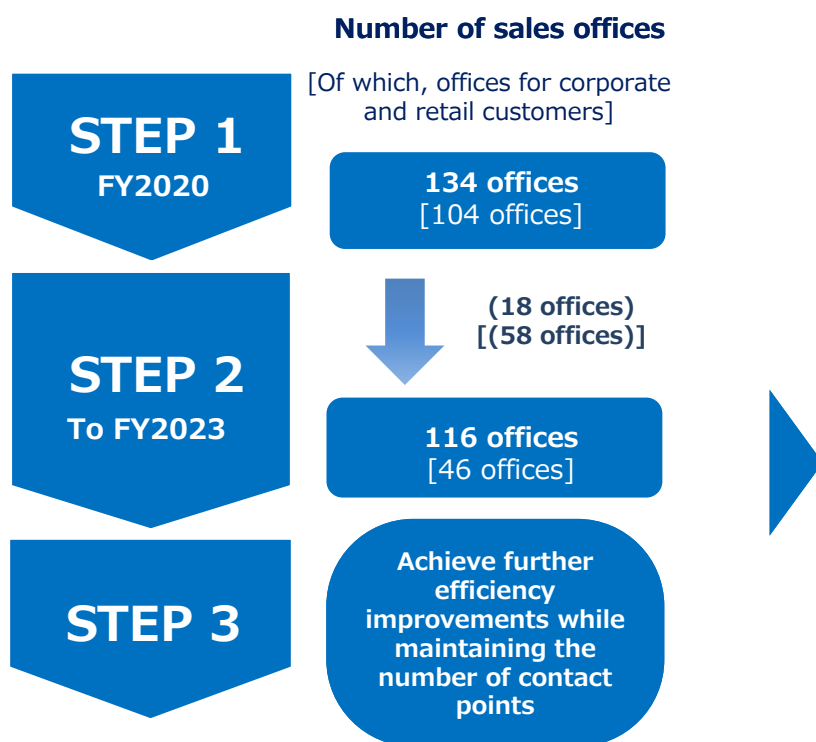 Number of sales offices
[Of which, offices for corporate
and retail customers]
STEP 1
FY2020
134 offices
[104 offices]
(18 offices)
[(58 offices)]
STEP 2
To FY2023
116 offices
[46 offices]
STEP 3
Achieve further
efficiency
improvements while
maintaining the
number of contact
points